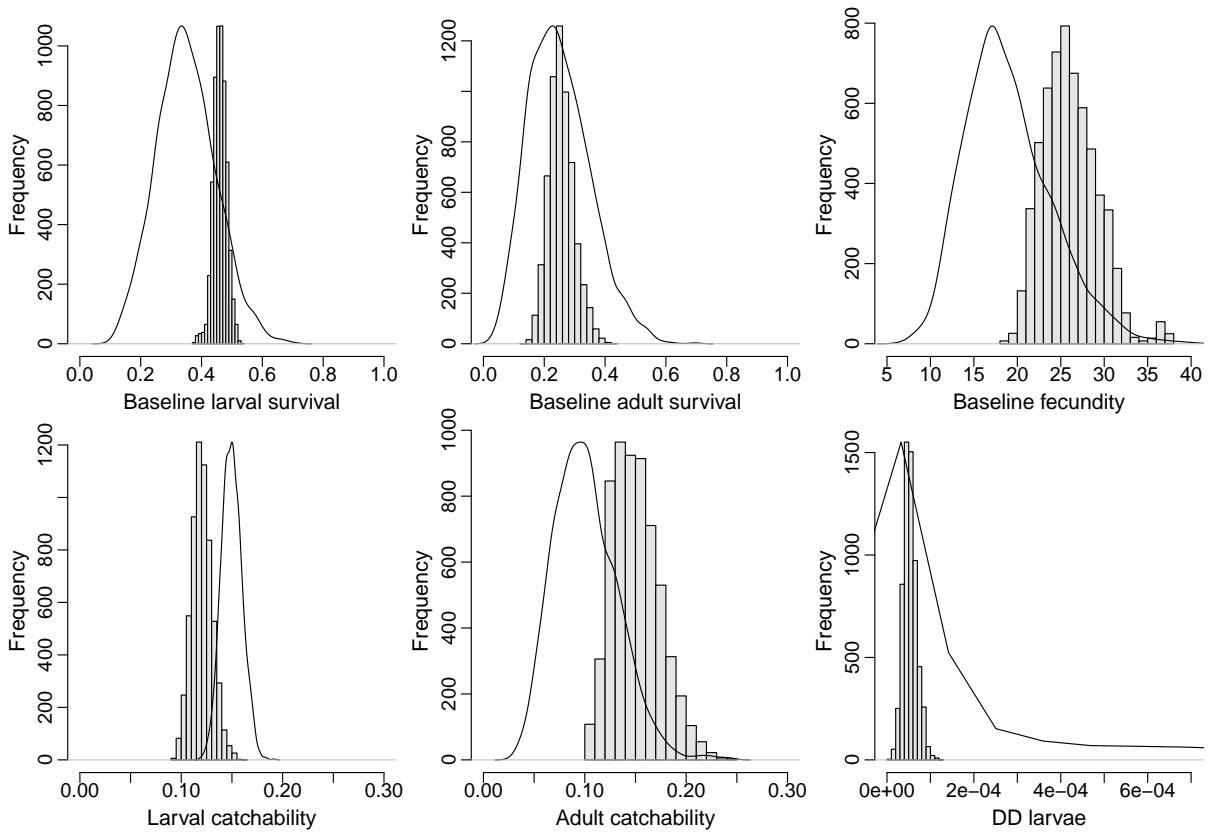 Frequency
0 200 400 600 800 1000
0.0 0.2 0.4 0.6 0.8 1.0
Baseline larval survival
Frequency
0 200 400 600 800 1200
0.0 0.2 0.4 0.6 0.8 1.0
Baseline adult survival
Frequency
0 200 400 600 800
5 10 15 20 25 30 35 40
Baseline fecundity
Frequency
0 200 400 600 800 1200
0.00 0.10 0.20 0.30
Larval catchability
Frequency
0 200 400 600 800 1000
0.00 0.10 0.20 0.30
Adult catchability
Frequency
0 500 1000 1500
0e+00 2e−04 4e−04 6e−04
DD larvae